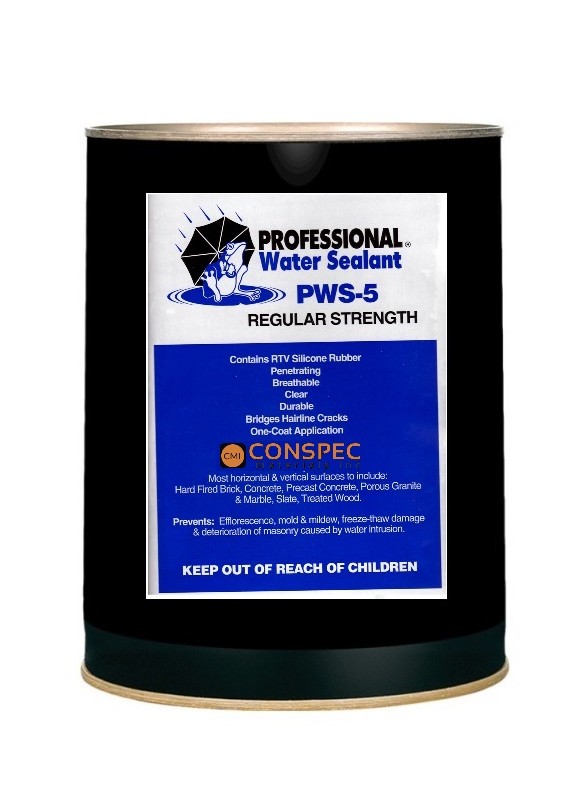 PROFESSIONAL®
Water Sealant
PWS-5
REGULAR STRENGTH
Contains RTV Silicone Rubber
Penetrating
Breathable
Clear
Durable
Bridges Hairline Cracks
One-Coat Application
CMI CONSPEC
Materials Inc
Most horizontal & vertical surfaces to include:
Hard Fired Brick, Concrete, Precast Concrete, Porous Granite
& Marble, Slate, Treated Wood.
Prevents: Efflorescence, mold & mildew, freeze-thaw damage
& deterioration of masonry caused by water intrusion.
KEEP OUT OF REACH OF CHILDREN